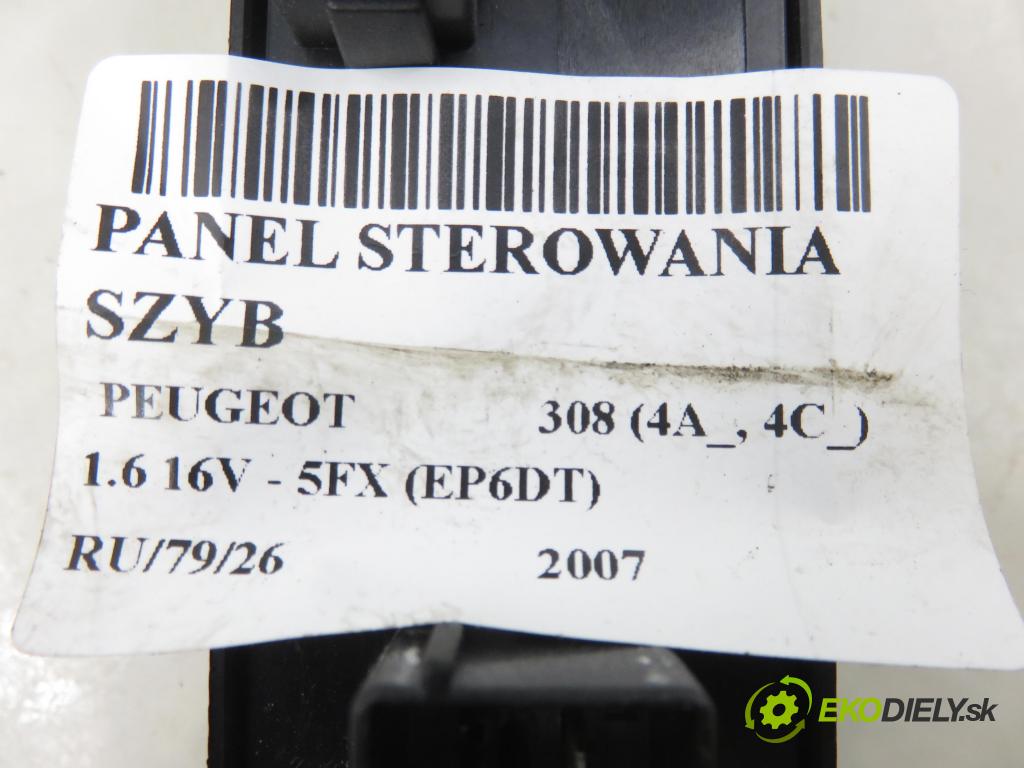 PANEL STEROWANIA
SZYB
PEUGEOT 308 (4A_, 4C_)
1.6 16V - 5FX (EP6DT)
RU/79/26 2007
EKODIELY.sk